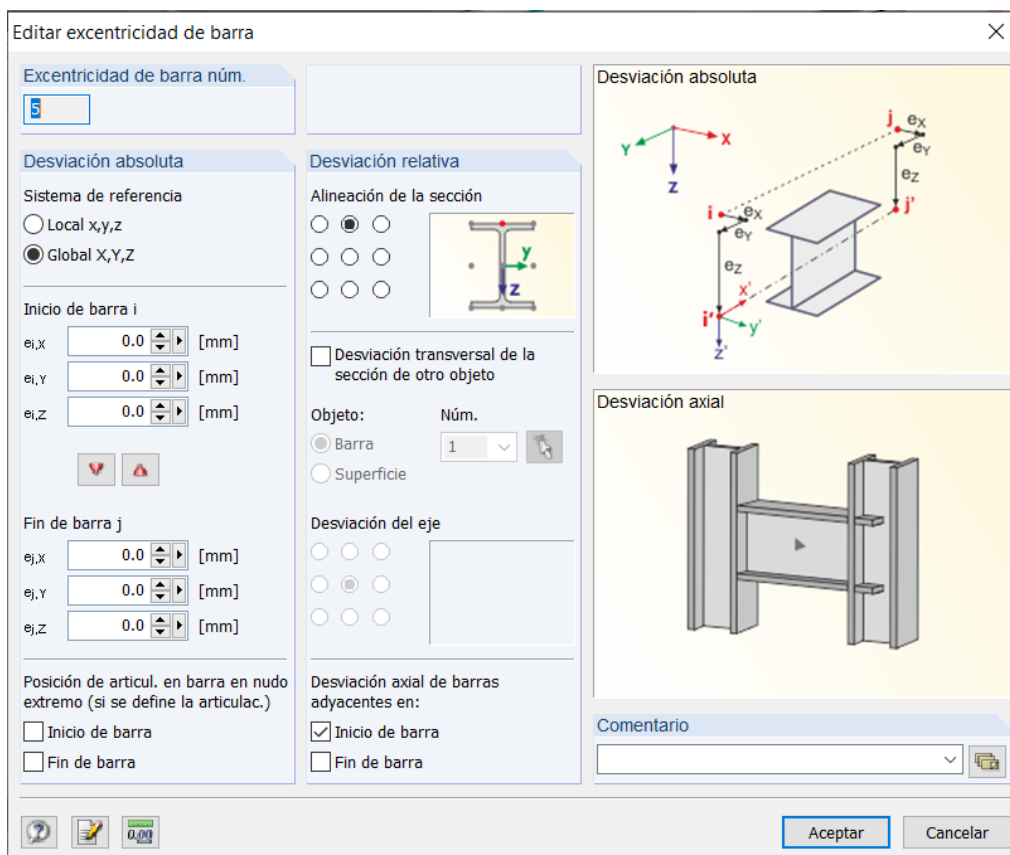 Editar excentricidad de barra
Excentricidad de barra núm.
5
Desviación absoluta
Sistema de referencia
Local x,y,z
Global X,Y,Z
Inicio de barra i
ei,X 0.0 [mm]
ei,Y 0.0 [mm]
ei,Z 0.0 [mm]
Fin de barra j
ej,X 0.0 [mm]
ej,Y 0.0 [mm]
ej,Z 0.0 [mm]
Posición de articul. en barra en nudo
extremo (si se define la articulac.)
Inicio de barra
Fin de barra
Desviación relativa
Alineación de la sección
y
z
Desviación transversal de la
sección de otro objeto
Objeto: Núm.
Barra 1
Superficie
Desviación del eje
Desviación axial de barras
adyacentes en:
Inicio de barra
Fin de barra
Desviación absoluta
Y X Z
j eX
eY
eZ
j'
i eX
eY
eZ
x'
i' y'
z'
Desviación axial
Comentario
0.00
Aceptar Cancelar